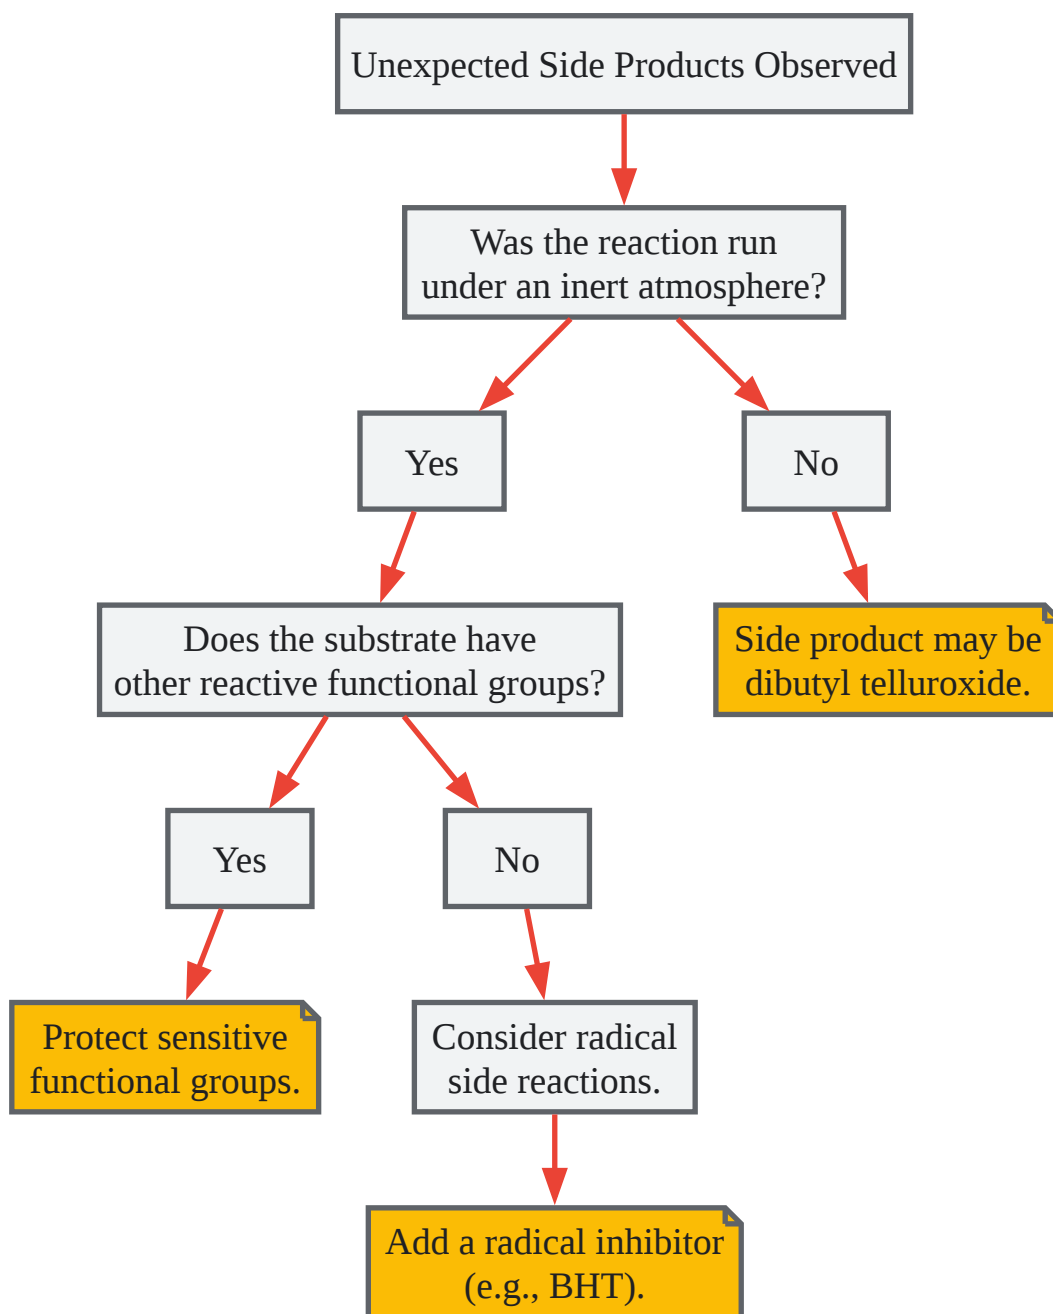 Unexpected Side Products Observed
Was the reaction run
under an inert atmosphere?
Yes
No
Does the substrate have
other reactive functional groups?
Side product may be
dibutyl telluroxide.
Yes
No
Protect sensitive
functional groups.
Consider radical
side reactions.
Add a radical inhibitor
(e.g., BHT).